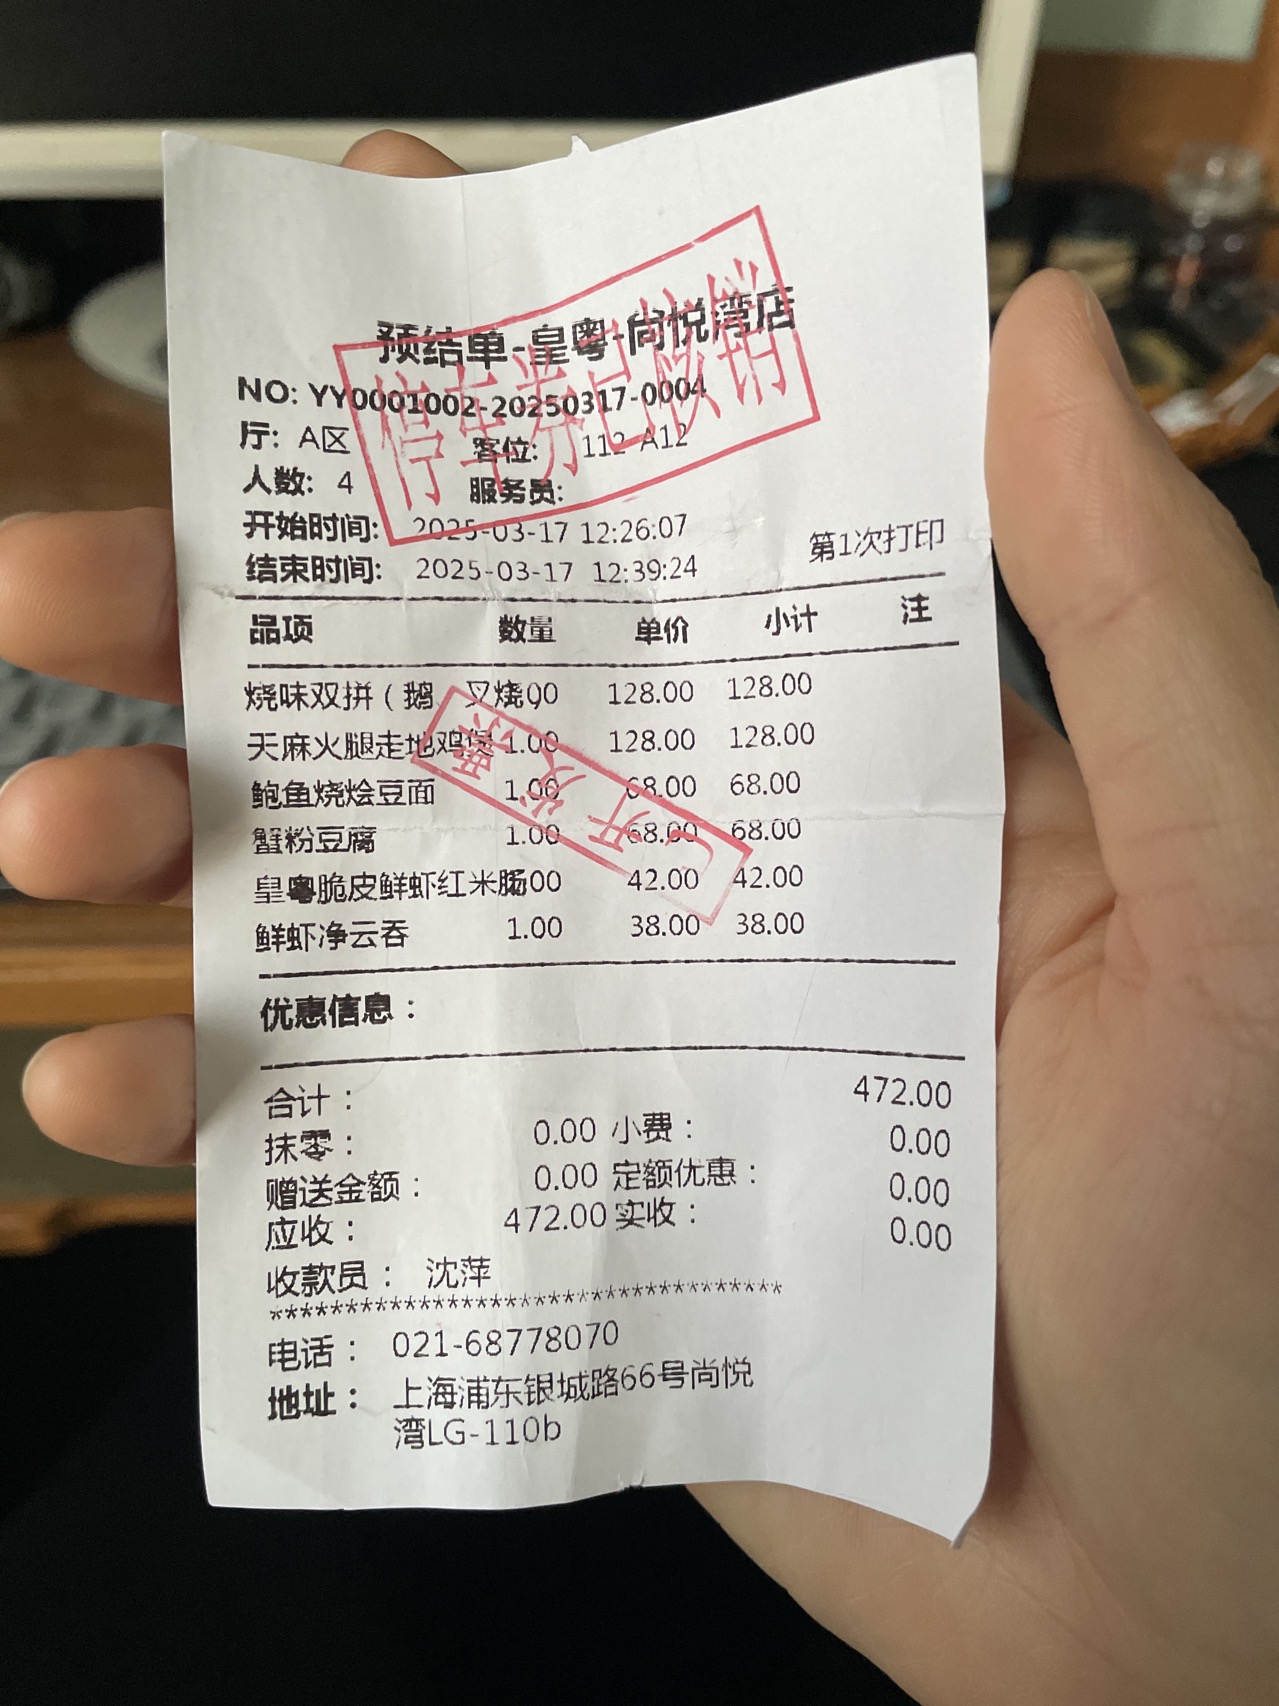 预结单-皇粤-尚悦湾店
停车券已核销
NO: YY0001002-20250317-0004
厅: A区 客位: 112-A12
人数: 4 服务员:
开始时间: 2025-03-17 12:26:07
结束时间: 2025-03-17 12:39:24 第1次打印
品项 数量 单价 小计 注
烧味双拼（鹅、叉烧.00 128.00 128.00
天麻火腿走地鸡煲 1.00 128.00 128.00
已开发票
鲍鱼烧烩豆面 1.00 68.00 68.00
蟹粉豆腐 1.00 68.00 68.00
皇粤脆皮鲜虾红米肠.00 42.00 42.00
鲜虾净云吞 1.00 38.00 38.00
优惠信息：
合计： 472.00
抹零： 0.00 小费： 0.00
赠送金额： 0.00 定额优惠： 0.00
应收： 472.00 实收： 0.00
收款员： 沈萍
***********************************
电话： 021-68778070
地址： 上海浦东银城路66号尚悦
湾LG-110b